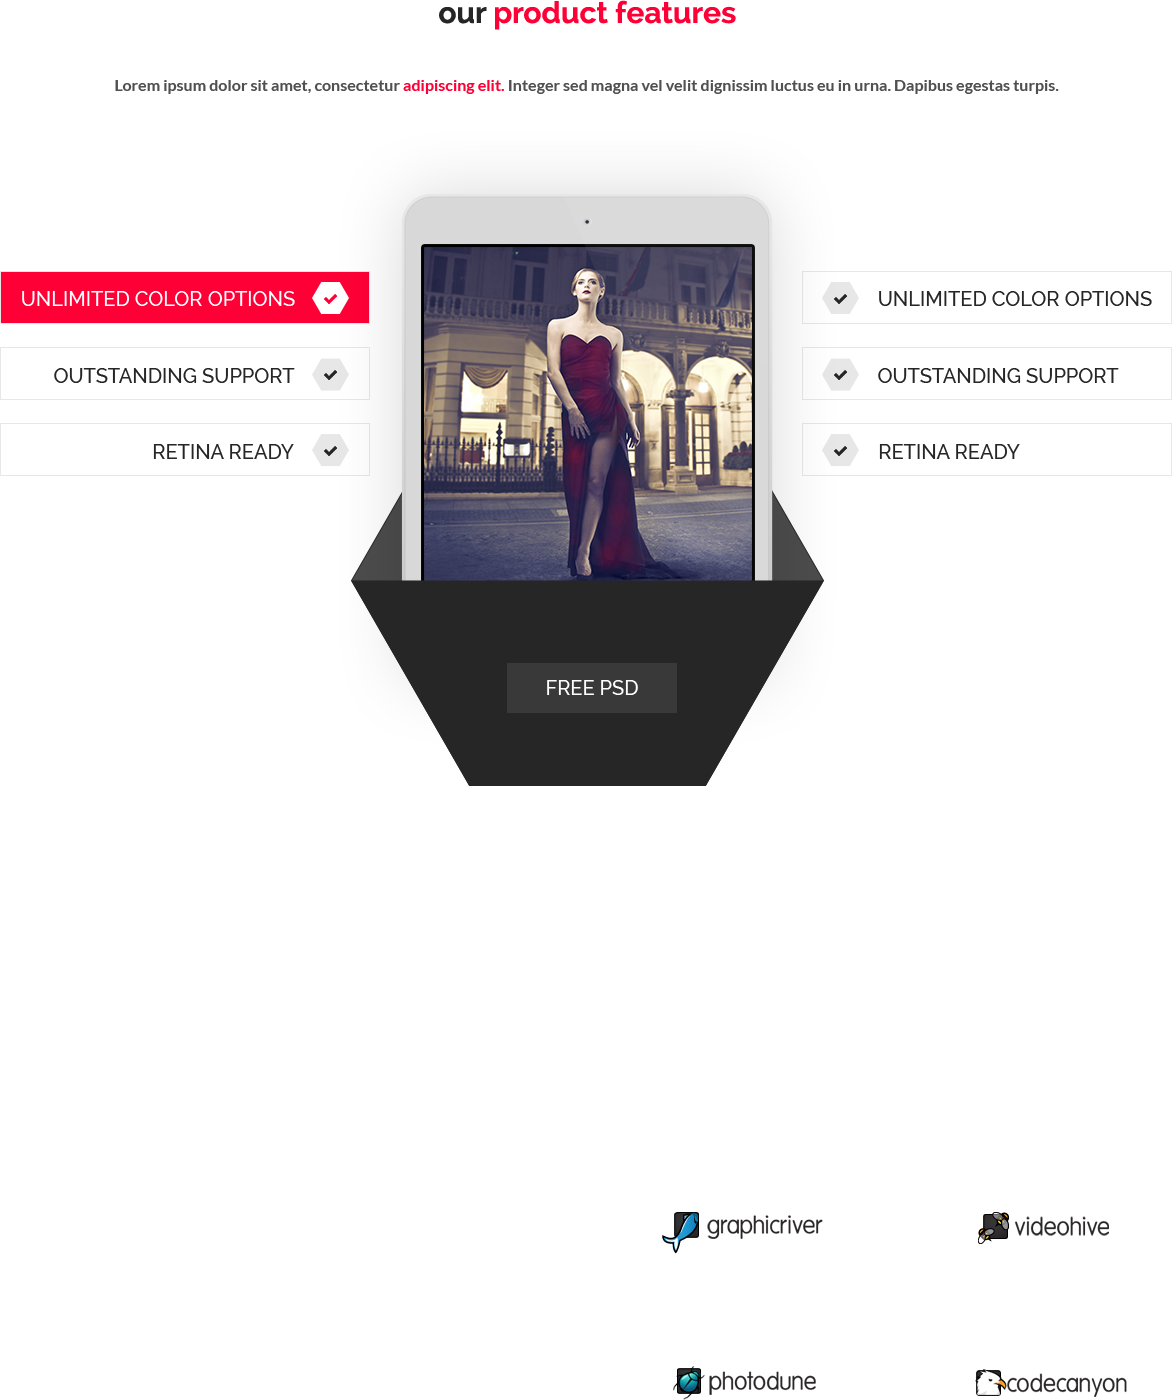 our product features
Lorem ipsum dolor sit amet, consectetur adipiscing elit. Integer sed magna vel velit dignissim luctus eu in urna. Dapibus egestas turpis.
UNLIMITED COLOR OPTIONS
OUTSTANDING SUPPORT
RETINA READY
UNLIMITED COLOR OPTIONS
OUTSTANDING SUPPORT
RETINA READY
FREE PSD
graphicriver
videohive
photodune
codecanyon